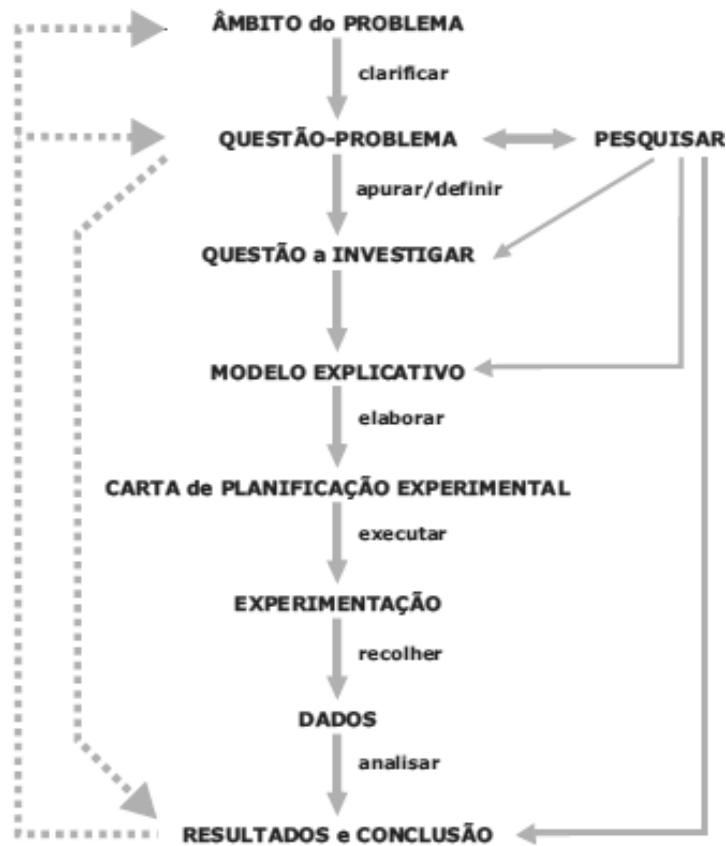 ÂMBITO do PROBLEMA
clarificar
QUESTÃO-PROBLEMA
PESQUISAR
apurar/definir
QUESTÃO a INVESTIGAR
MODELO EXPLICATIVO
elaborar
CARTA de PLANIFICAÇÃO EXPERIMENTAL
executar
EXPERIMENTAÇÃO
recolher
DADOS
analisar
RESULTADOS e CONCLUSÃO